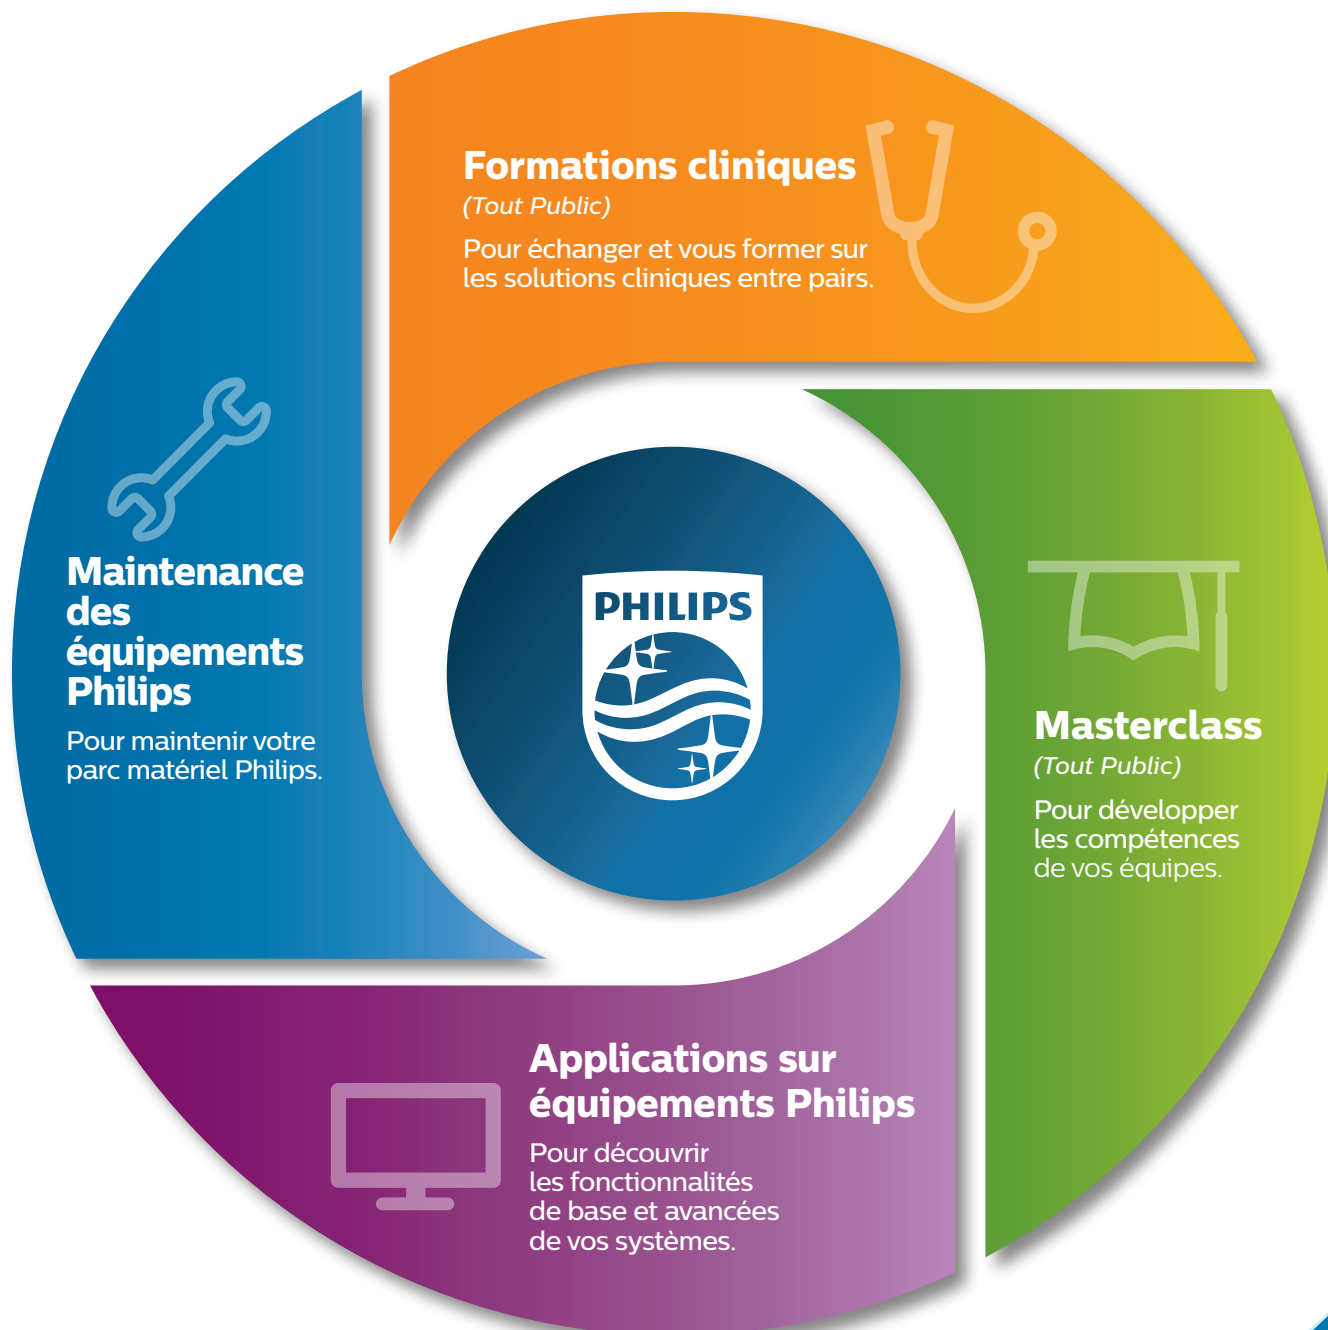 Formations cliniques
(Tout Public)
Pour échanger et vous former sur
les solutions cliniques entre pairs.
Maintenance
des
équipements
Philips
Pour maintenir votre
parc matériel Philips.
PHILIPS
Masterclass
(Tout Public)
Pour développer
les compétences
de vos équipes.
Applications sur
équipements Philips
Pour découvrir
les fonctionnalités
de base et avancées
de vos systèmes.